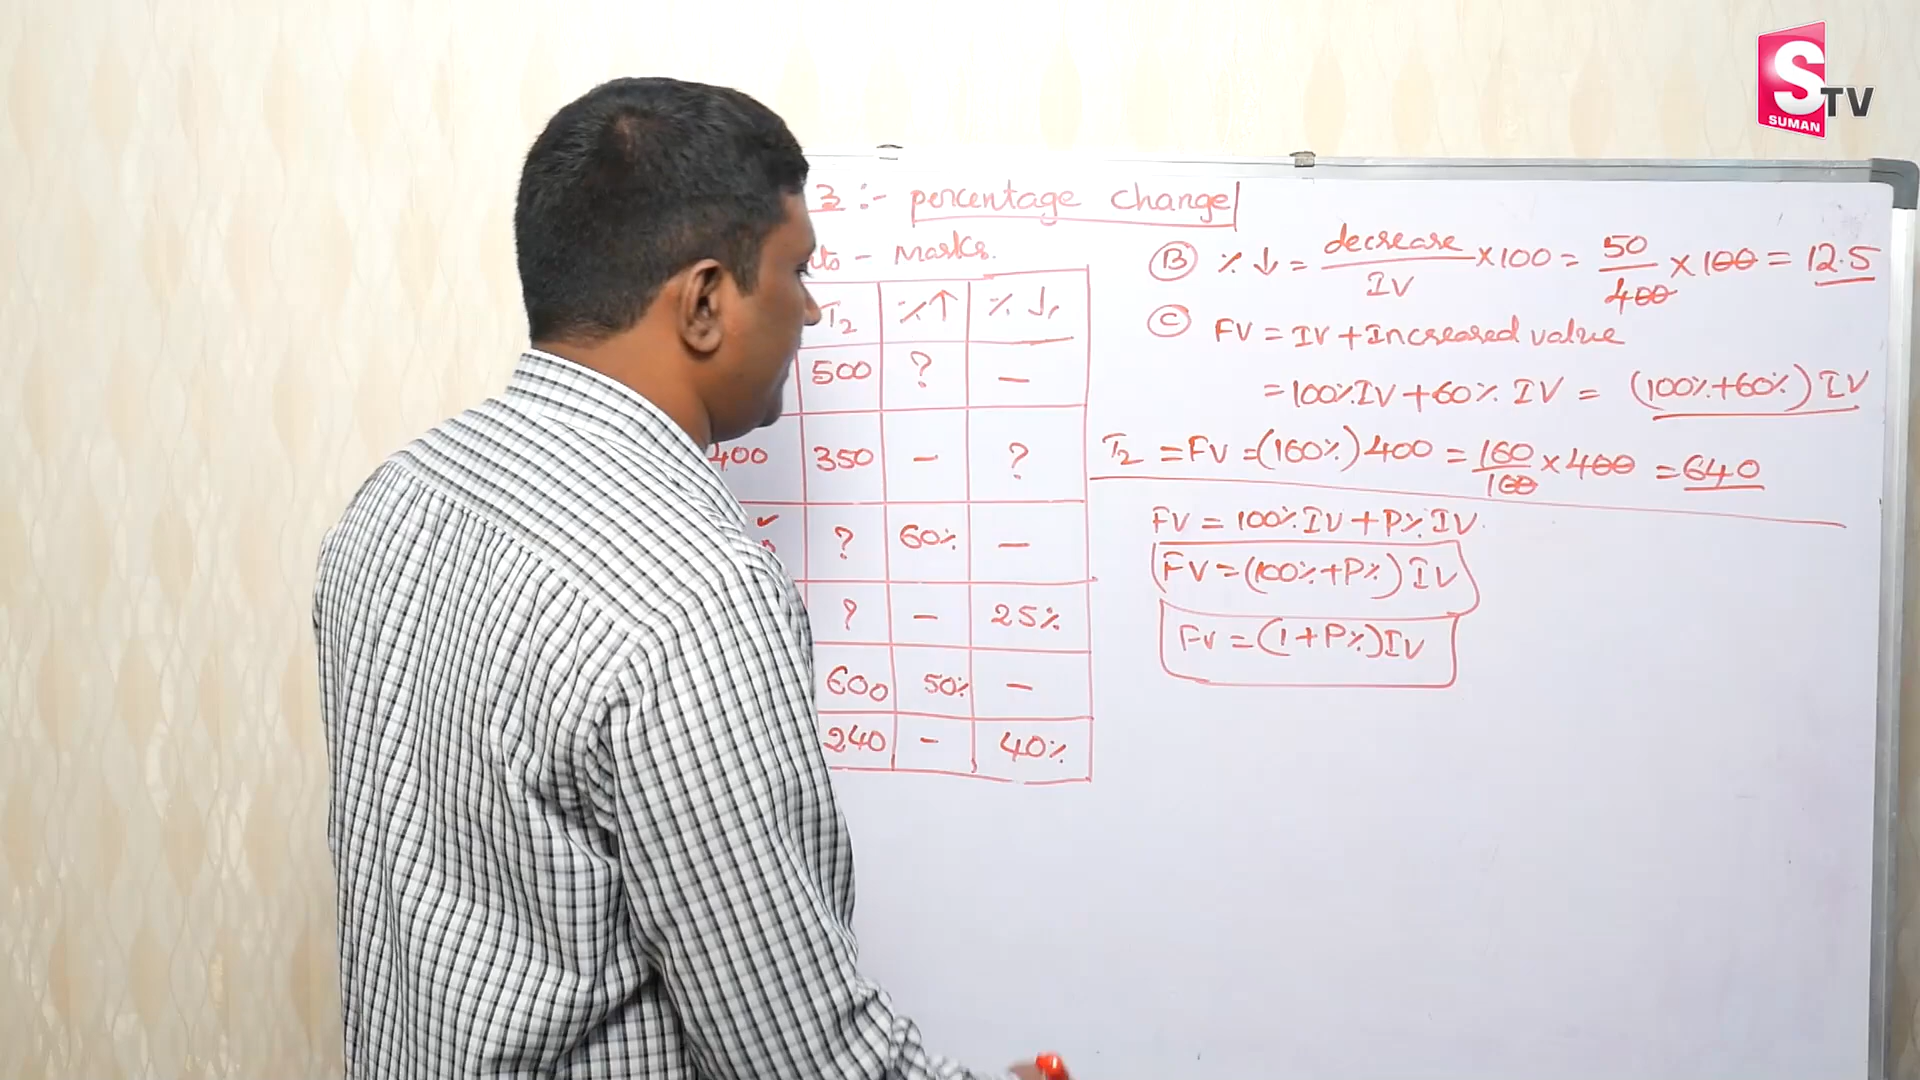 S TV
SUMAN
3 :- percentage change
ts - Marks.
T2 % ↑ % ↓
500 ? —
400 350 — ?
✓ ? 60% —
? — 25%
600 50% —
240 - 40%
B % ↓ = decrease / IV × 100 = 50 / 400 × 100 = 12.5
C FV = IV + Increased value
= 100% IV + 60% IV = (100% + 60%) IV
T2 = FV = (160%) 400 = 160 / 100 × 400 = 640
FV = 100% IV + P% IV.
FV = (100% + P%) IV
FV = (1 + P%) IV